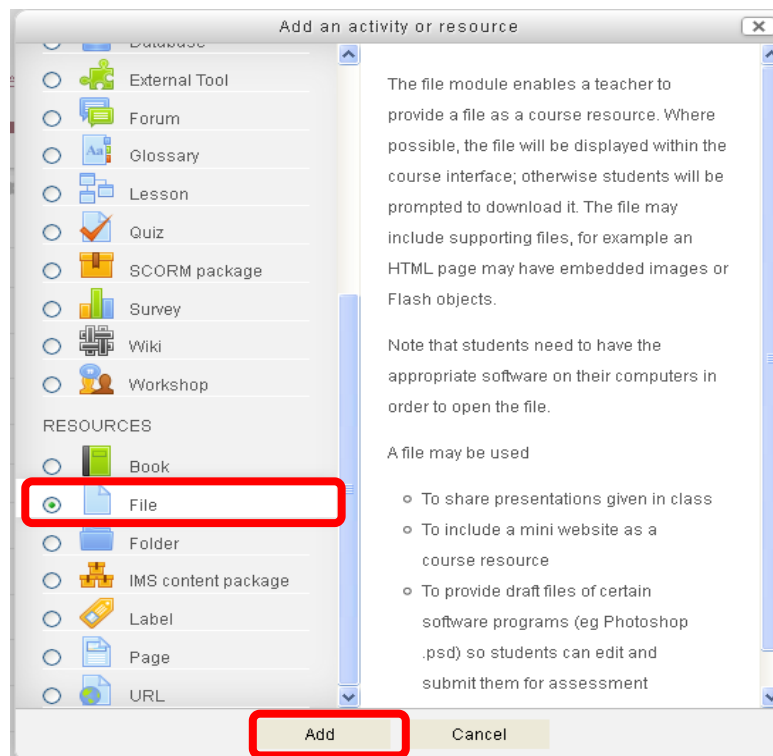 Add an activity or resource
Database
External Tool
Forum
Glossary
Lesson
Quiz
SCORM package
Survey
Wiki
Workshop
RESOURCES
Book
File
Folder
IMS content package
Label
Page
URL
The file module enables a teacher to
provide a file as a course resource. Where
possible, the file will be displayed within the
course interface; otherwise students will be
prompted to download it. The file may
include supporting files, for example an
HTML page may have embedded images or
Flash objects.
Note that students need to have the
appropriate software on their computers in
order to open the file.
A file may be used
To share presentations given in class
To include a mini website as a
course resource
To provide draft files of certain
software programs (eg Photoshop
.psd) so students can edit and
submit them for assessment
Add
Cancel